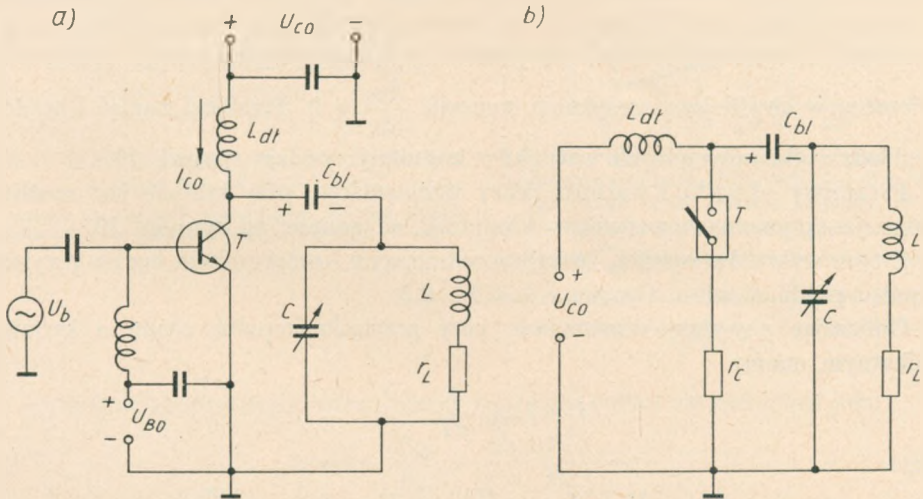 a)
+ U_CO −
L_dt
I_CO
C_bl
+ −
T
U_b
C
L
r_L
+
U_BO
−
b)
L_dt
C_bl
+
T
L
+
U_CO
−
C
r_C
r_L